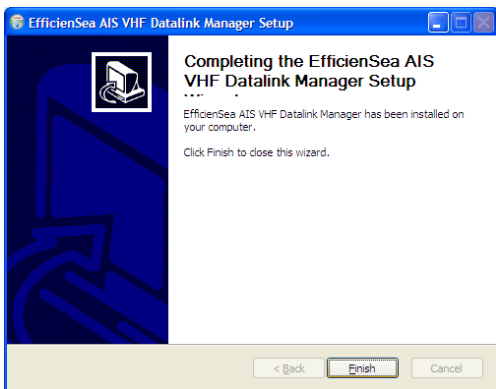 EfficienSea AIS VHF Datalink Manager Setup
Completing the EfficienSea AIS
VHF Datalink Manager Setup
EfficienSea AIS VHF Datalink Manager has been installed on
your computer.
Click Finish to close this wizard.
< Back Finish Cancel